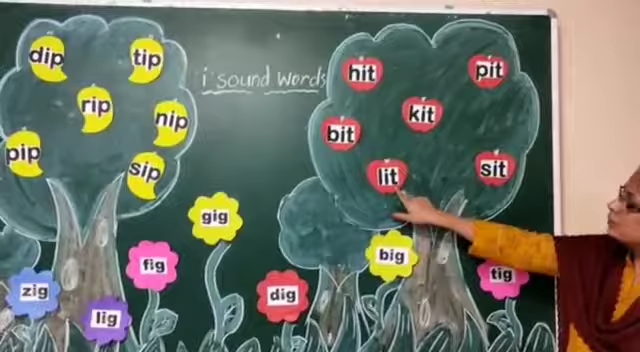 i sound words
dip
tip
rip
nip
pip
sip
hit
pit
kit
bit
lit
sit
gig
fig
big
zig
lig
dig
tig